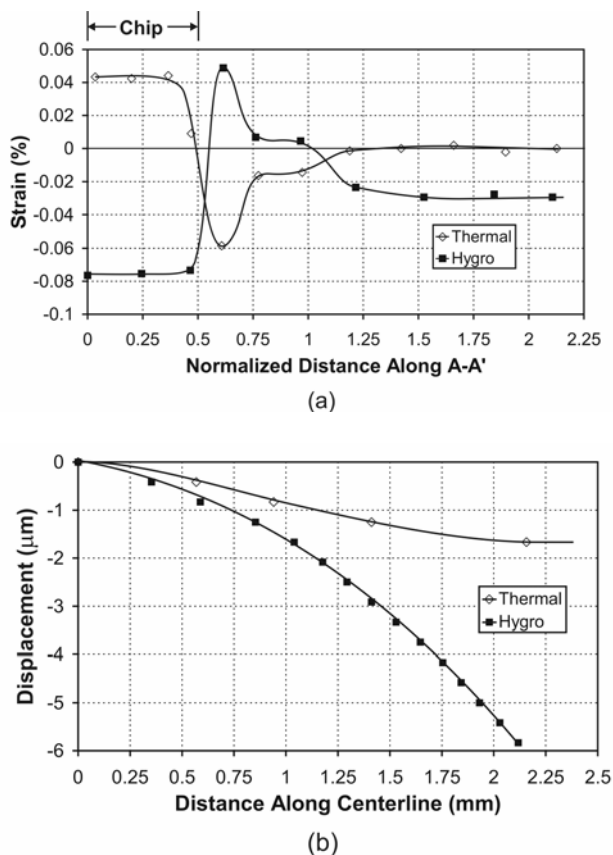 Chip
0.06
0.04
0.02
0
-0.02
-0.04
-0.06
-0.08
-0.1
Strain (%)
Thermal
Hygro
0 0.25 0.5 0.75 1 1.25 1.5 1.75 2 2.25
Normalized Distance Along A-A'
(a)
0
-1
-2
-3
-4
-5
-6
Displacement (μm)
Thermal
Hygro
0 0.25 0.5 0.75 1 1.25 1.5 1.75 2 2.25 2.5
Distance Along Centerline (mm)
(b)